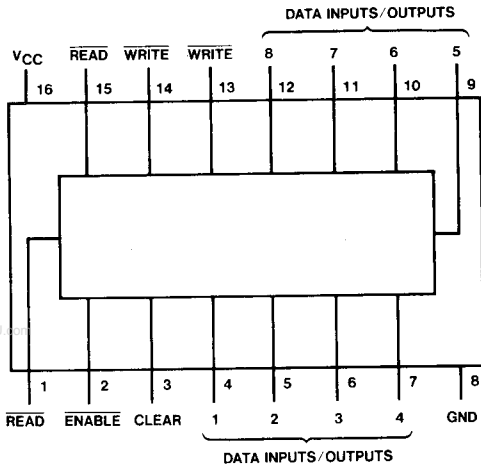 DATA INPUTS/OUTPUTS
VCC READ WRITE WRITE 8 7 6 5
16 15 14 13 12 11 10 9
1 2 3 4 5 6 7 8
READ ENABLE CLEAR 1 2 3 4 GND
DATA INPUTS/OUTPUTS